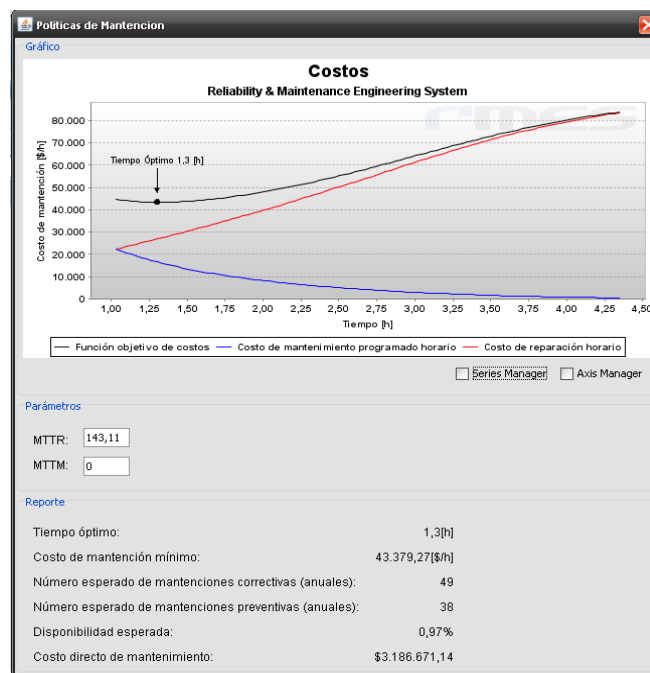 Políticas de Mantencion
Gráfico
Costos
Reliability & Maintenance Engineering System
rmes
Costo de mantención [$/h]
80.000
70.000
60.000
50.000
40.000
30.000
20.000
10.000
0
Tiempo Óptimo 1,3 [h]
1,00 1,25 1,50 1,75 2,00 2,25 2,50 2,75 3,00 3,25 3,50 3,75 4,00 4,25 4,50
Tiempo [h]
Función objetivo de costos Costo de mantenimiento programado horario Costo de reparación horario
Series Manager Axis Manager
Parámetros
MTTR: 143,11
MTTM: 0
Reporte
Tiempo óptimo: 1,3[h]
Costo de mantención mínimo: 43.379,27[$/h]
Número esperado de mantenciones correctivas (anuales): 49
Número esperado de mantenciones preventivas (anuales): 38
Disponibilidad esperada: 0,97%
Costo directo de mantenimiento: $3.186.671,14